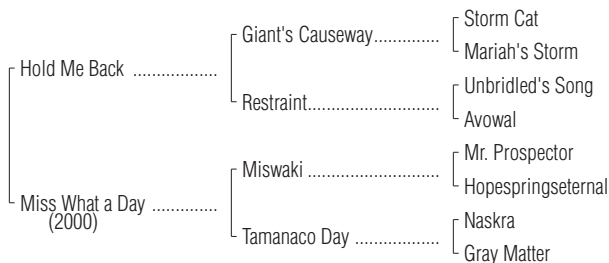 Storm Cat
Giant's Causeway...............
Mariah's Storm
Hold Me Back ..................
Unbridled's Song
Restraint..............................
Avowal
Mr. Prospector
Miswaki ..............................
Hopespringseternal
Miss What a Day ..............
(2000)
Naskra
Tamanaco Day ...................
Gray Matter